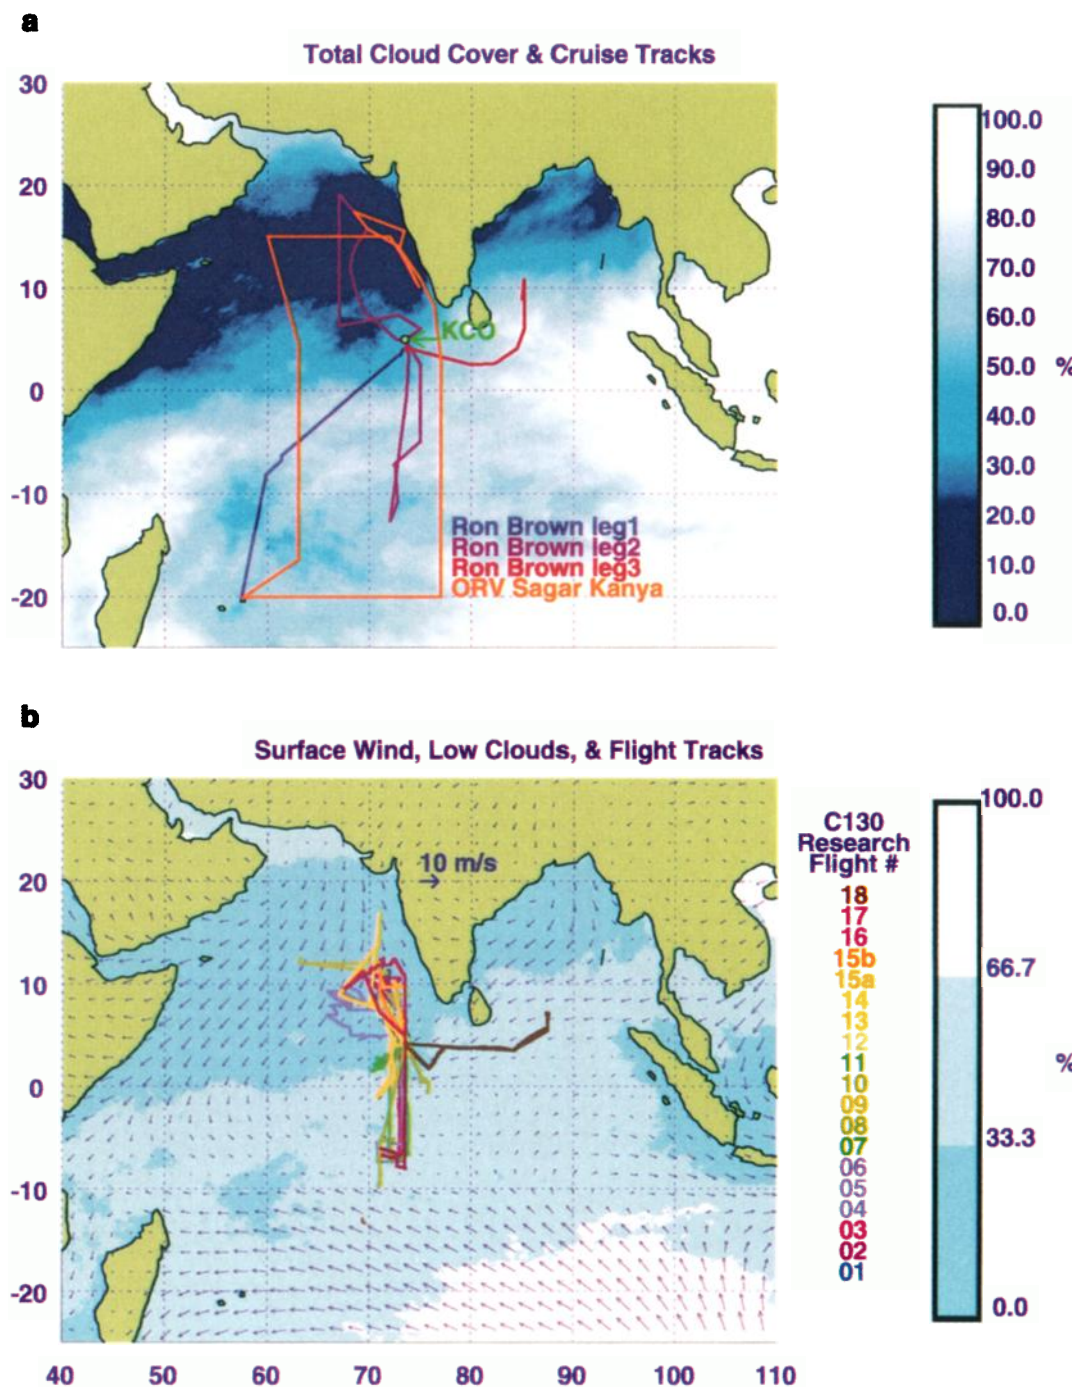 a
Total Cloud Cover & Cruise Tracks
30
20
10
0
-10
-20
KCO
Ron Brown leg1
Ron Brown leg2
Ron Brown leg3
ORV Sagar Kanya
100.0
90.0
80.0
70.0
60.0
50.0
40.0
30.0
20.0
10.0
0.0
%
b
Surface Wind, Low Clouds, & Flight Tracks
30
20
10
0
-10
-20
40 50 60 70 80 90 100 110
10 m/s
C130
Research
Flight #
18
17
16
15b
15a
14
13
12
11
10
09
08
07
06
05
04
03
02
01
100.0
66.7
33.3
0.0
%